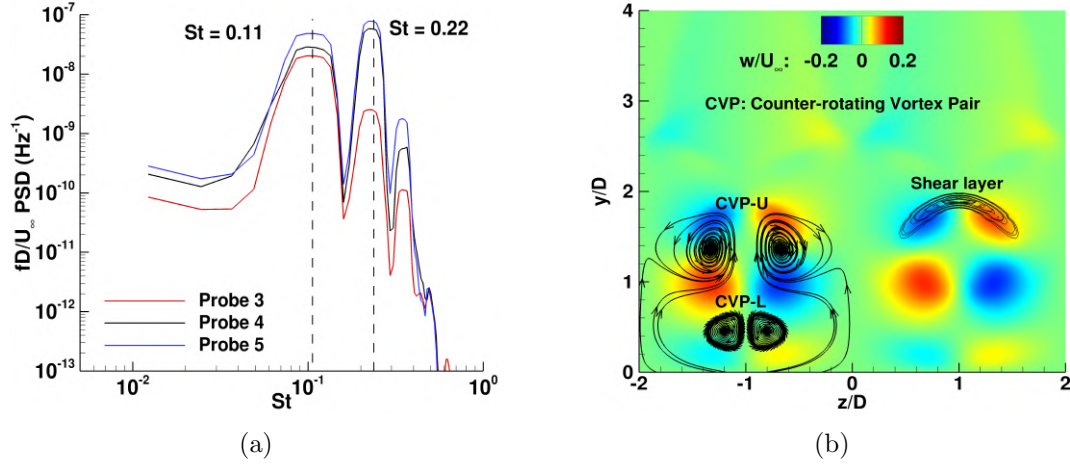 10⁻⁷
10⁻⁸
10⁻⁹
10⁻¹⁰
10⁻¹¹
10⁻¹²
10⁻¹³
fD/U∞ PSD (Hz⁻¹)
St = 0.11
St = 0.22
Probe 3
Probe 4
Probe 5
10⁻² 10⁻¹ 10⁰
St
(a)
4
3
2
1
0
y/D
w/U∞: -0.2 0 0.2
CVP: Counter-rotating Vortex Pair
CVP-U
Shear layer
CVP-L
-2 -1 0 1 2
z/D
(b)